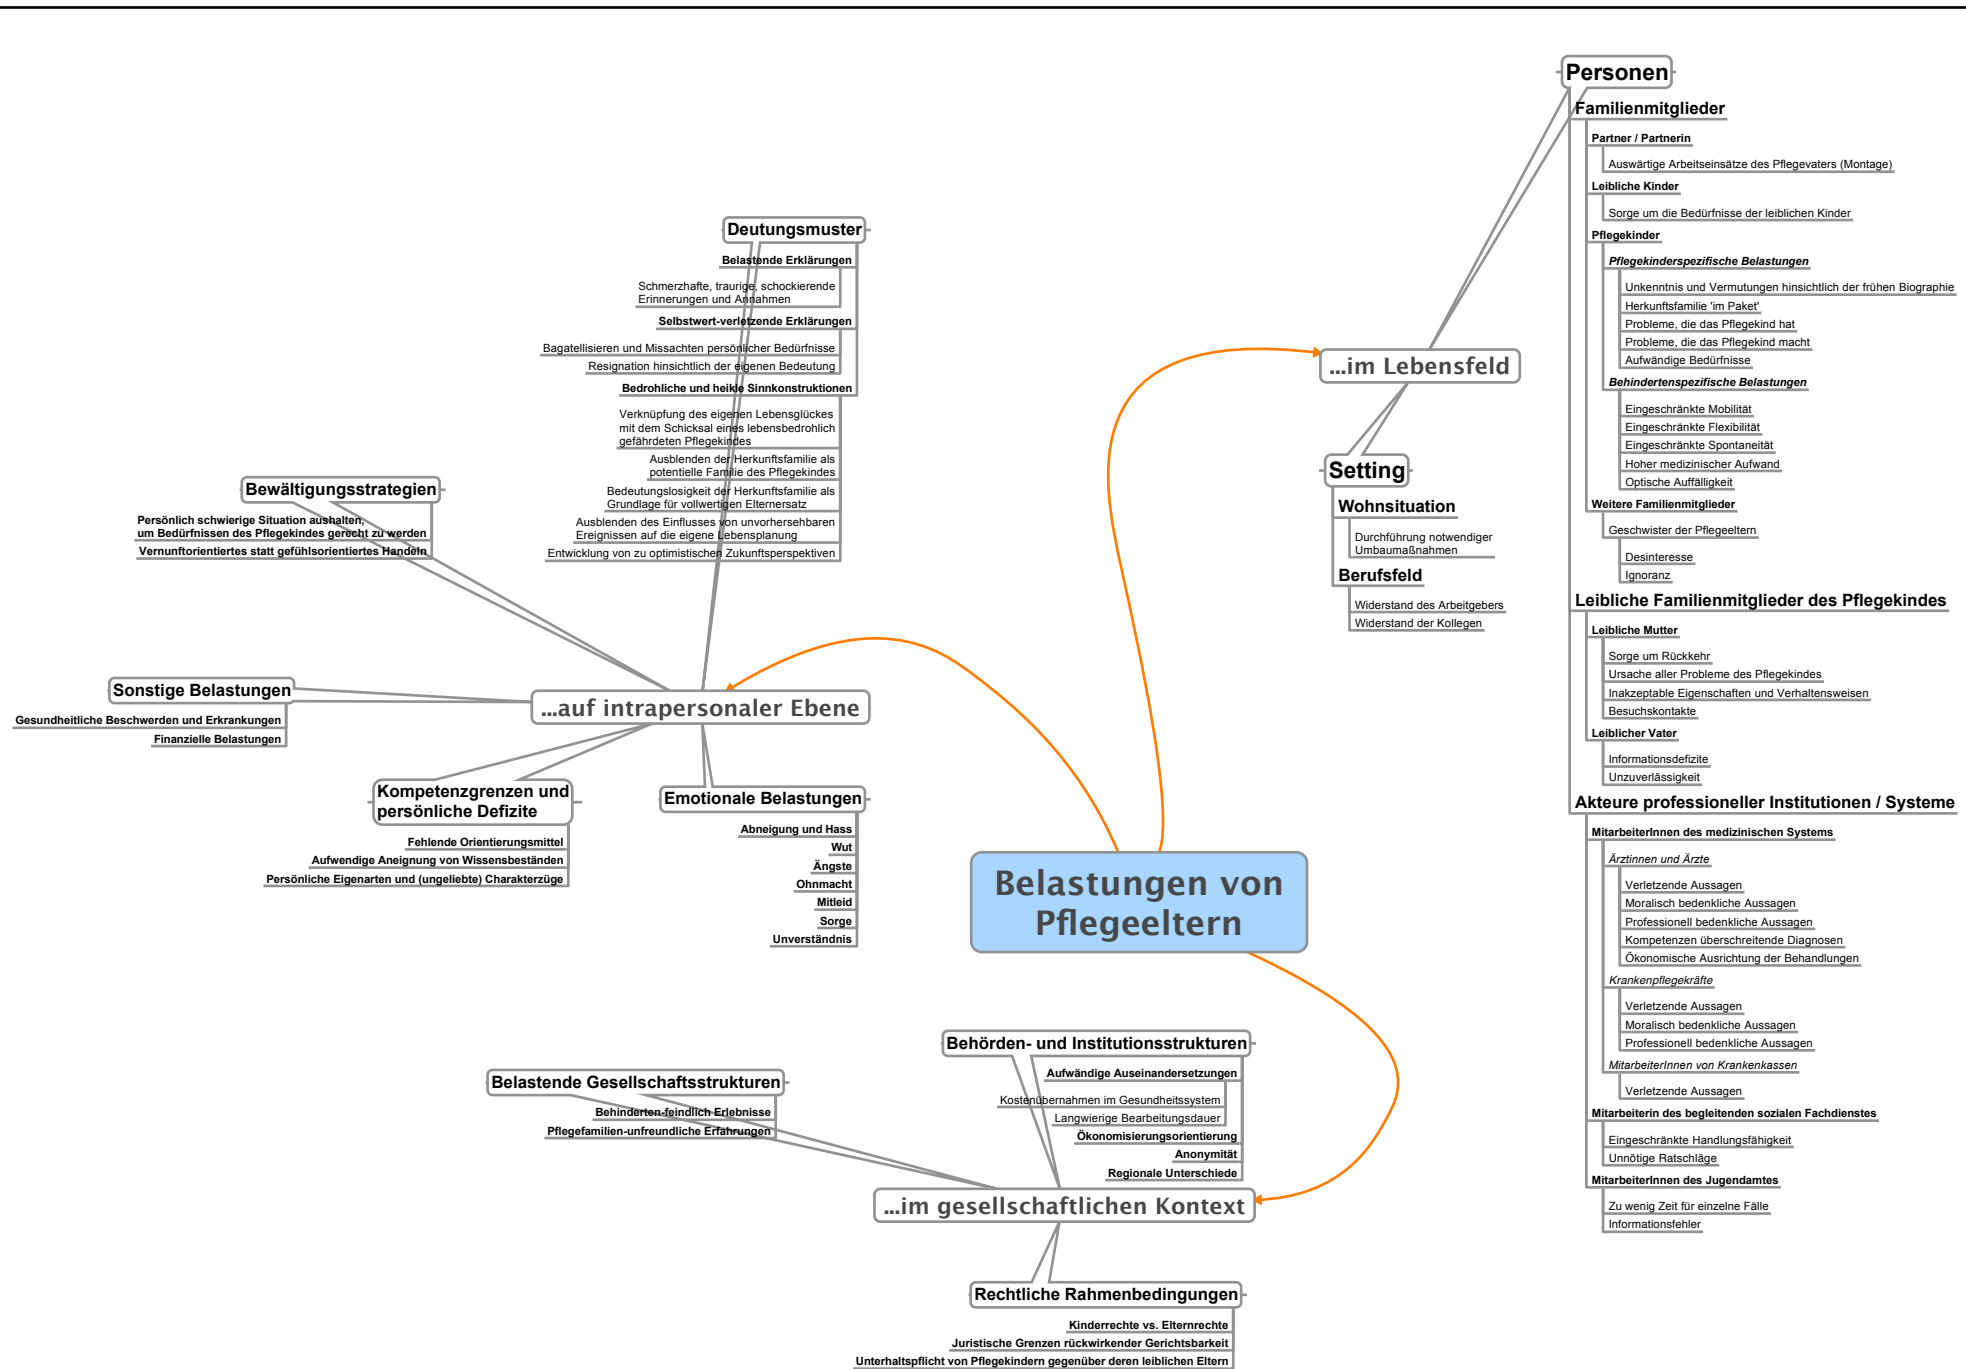 Belastungen von
Pflegeeltern
...im Lebensfeld
Personen
Familienmitglieder
Partner / Partnerin
Auswärtige Arbeitseinsätze des Pflegevaters (Montage)
Leibliche Kinder
Sorge um die Bedürfnisse der leiblichen Kinder
Pflegekinder
Pflegekinderspezifische Belastungen
Unkenntnis und Vermutungen hinsichtlich der frühen Biographie
Herkunftsfamilie 'im Paket'
Probleme, die das Pflegekind hat
Probleme, die das Pflegekind macht
Aufwändige Bedürfnisse
Behindertenspezifische Belastungen
Eingeschränkte Mobilität
Eingeschränkte Flexibilität
Eingeschränkte Spontaneität
Hoher medizinischer Aufwand
Optische Auffälligkeit
Weitere Familienmitglieder
Geschwister der Pflegeeltern
Desinteresse
Ignoranz
Leibliche Familienmitglieder des Pflegekindes
Leibliche Mutter
Sorge um Rückkehr
Ursache aller Probleme des Pflegekindes
Inakzeptable Eigenschaften und Verhaltensweisen
Besuchskontakte
Leiblicher Vater
Informationsdefizite
Unzuverlässigkeit
Akteure professioneller Institutionen / Systeme
MitarbeiterInnen des medizinischen Systems
Ärztinnen und Ärzte
Verletzende Aussagen
Moralisch bedenkliche Aussagen
Professionell bedenkliche Aussagen
Kompetenzen überschreitende Diagnosen
Ökonomische Ausrichtung der Behandlungen
Krankenpflegekräfte
Verletzende Aussagen
Moralisch bedenkliche Aussagen
Professionell bedenkliche Aussagen
MitarbeiterInnen von Krankenkassen
Verletzende Aussagen
Mitarbeiterin des begleitenden sozialen Fachdienstes
Eingeschränkte Handlungsfähigkeit
Unnötige Ratschläge
MitarbeiterInnen des Jugendamtes
Zu wenig Zeit für einzelne Fälle
Informationsfehler
Setting
Wohnsituation
Durchführung notwendiger
Umbaumaßnahmen
Berufsfeld
Widerstand des Arbeitgebers
Widerstand der Kollegen
...auf intrapersonaler Ebene
Deutungsmuster
Belastende Erklärungen
Schmerzhafte, traurige, schockierende
Erinnerungen und Annahmen
Selbstwert-verletzende Erklärungen
Bagatellisieren und Missachten persönlicher Bedürfnisse
Resignation hinsichtlich der eigenen Bedeutung
Bedrohliche und heikle Sinnkonstruktionen
Verknüpfung des eigenen Lebensglückes
mit dem Schicksal eines lebensbedrohlich
gefährdeten Pflegekindes
Ausblenden der Herkunftsfamilie als
potentielle Familie des Pflegekindes
Bedeutungslosigkeit der Herkunftsfamilie als
Grundlage für vollwertigen Elternersatz
Ausblenden des Einflusses von unvorhersehbaren
Ereignissen auf die eigene Lebensplanung
Entwicklung von zu optimistischen Zukunftsperspektiven
Bewältigungsstrategien
Persönlich schwierige Situation aushalten,
um Bedürfnissen des Pflegekindes gerecht zu werden
Vernunftorientiertes statt gefühlsorientiertes Handeln
Sonstige Belastungen
Gesundheitliche Beschwerden und Erkrankungen
Finanzielle Belastungen
Kompetenzgrenzen und
persönliche Defizite
Fehlende Orientierungsmittel
Aufwendige Aneignung von Wissensbeständen
Persönliche Eigenarten und (ungeliebte) Charakterzüge
Emotionale Belastungen
Abneigung und Hass
Wut
Ängste
Ohnmacht
Mitleid
Sorge
Unverständnis
...im gesellschaftlichen Kontext
Behörden- und Institutionsstrukturen
Aufwändige Auseinandersetzungen
Kostenübernahmen im Gesundheitssystem
Langwierige Bearbeitungsdauer
Ökonomisierungsorientierung
Anonymität
Regionale Unterschiede
Belastende Gesellschaftsstrukturen
Behinderten-feindlich Erlebnisse
Pflegefamilien-unfreundliche Erfahrungen
Rechtliche Rahmenbedingungen
Kinderrechte vs. Elternrechte
Juristische Grenzen rückwirkender Gerichtsbarkeit
Unterhaltspflicht von Pflegekindern gegenüber deren leiblichen Eltern